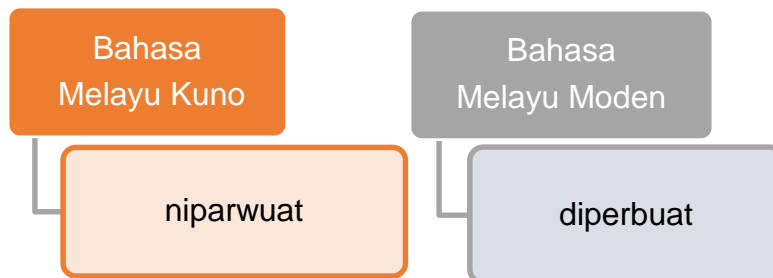 Bahasa
Melayu Kuno
niparwuat
Bahasa
Melayu Moden
diperbuat